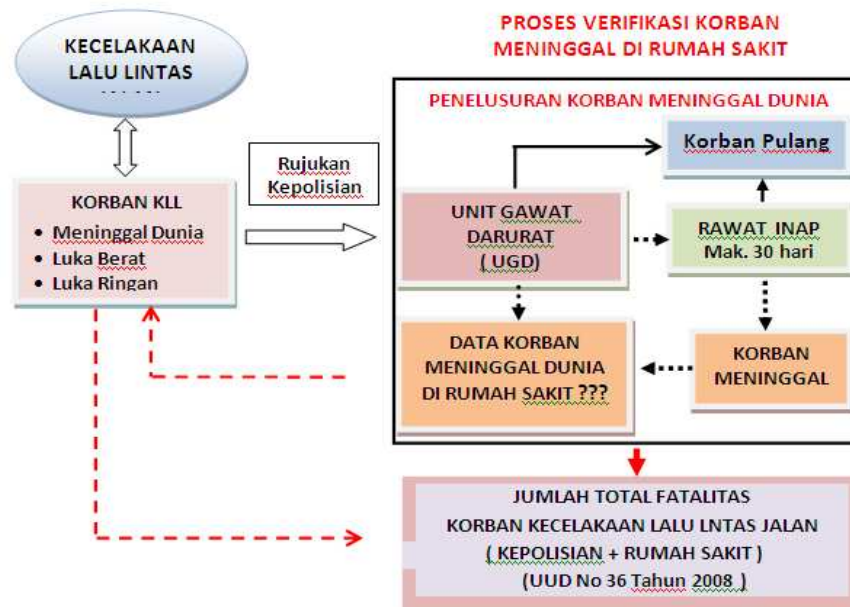 KECELAKAAN
LALU LINTAS
PROSES VERIFIKASI KORBAN
MENINGGAL DI RUMAH SAKIT
PENELUSURAN KORBAN MENINGGAL DUNIA
Korban Pulang
Rujukan
Kepolisian
KORBAN KLL
• Meninggal Dunia
• Luka Berat
• Luka Ringan
UNIT GAWAT
DARURAT
( UGD)
RAWAT INAP
Mak. 30 hari
DATA KORBAN
MENINGGAL DUNIA
DI RUMAH SAKIT ???
KORBAN
MENINGGAL
JUMLAH TOTAL FATALITAS
KORBAN KECELAKAAN LALU LNTAS JALAN
( KEPOLISIAN + RUMAH SAKIT )
(UUD No 36 Tahun 2008 )